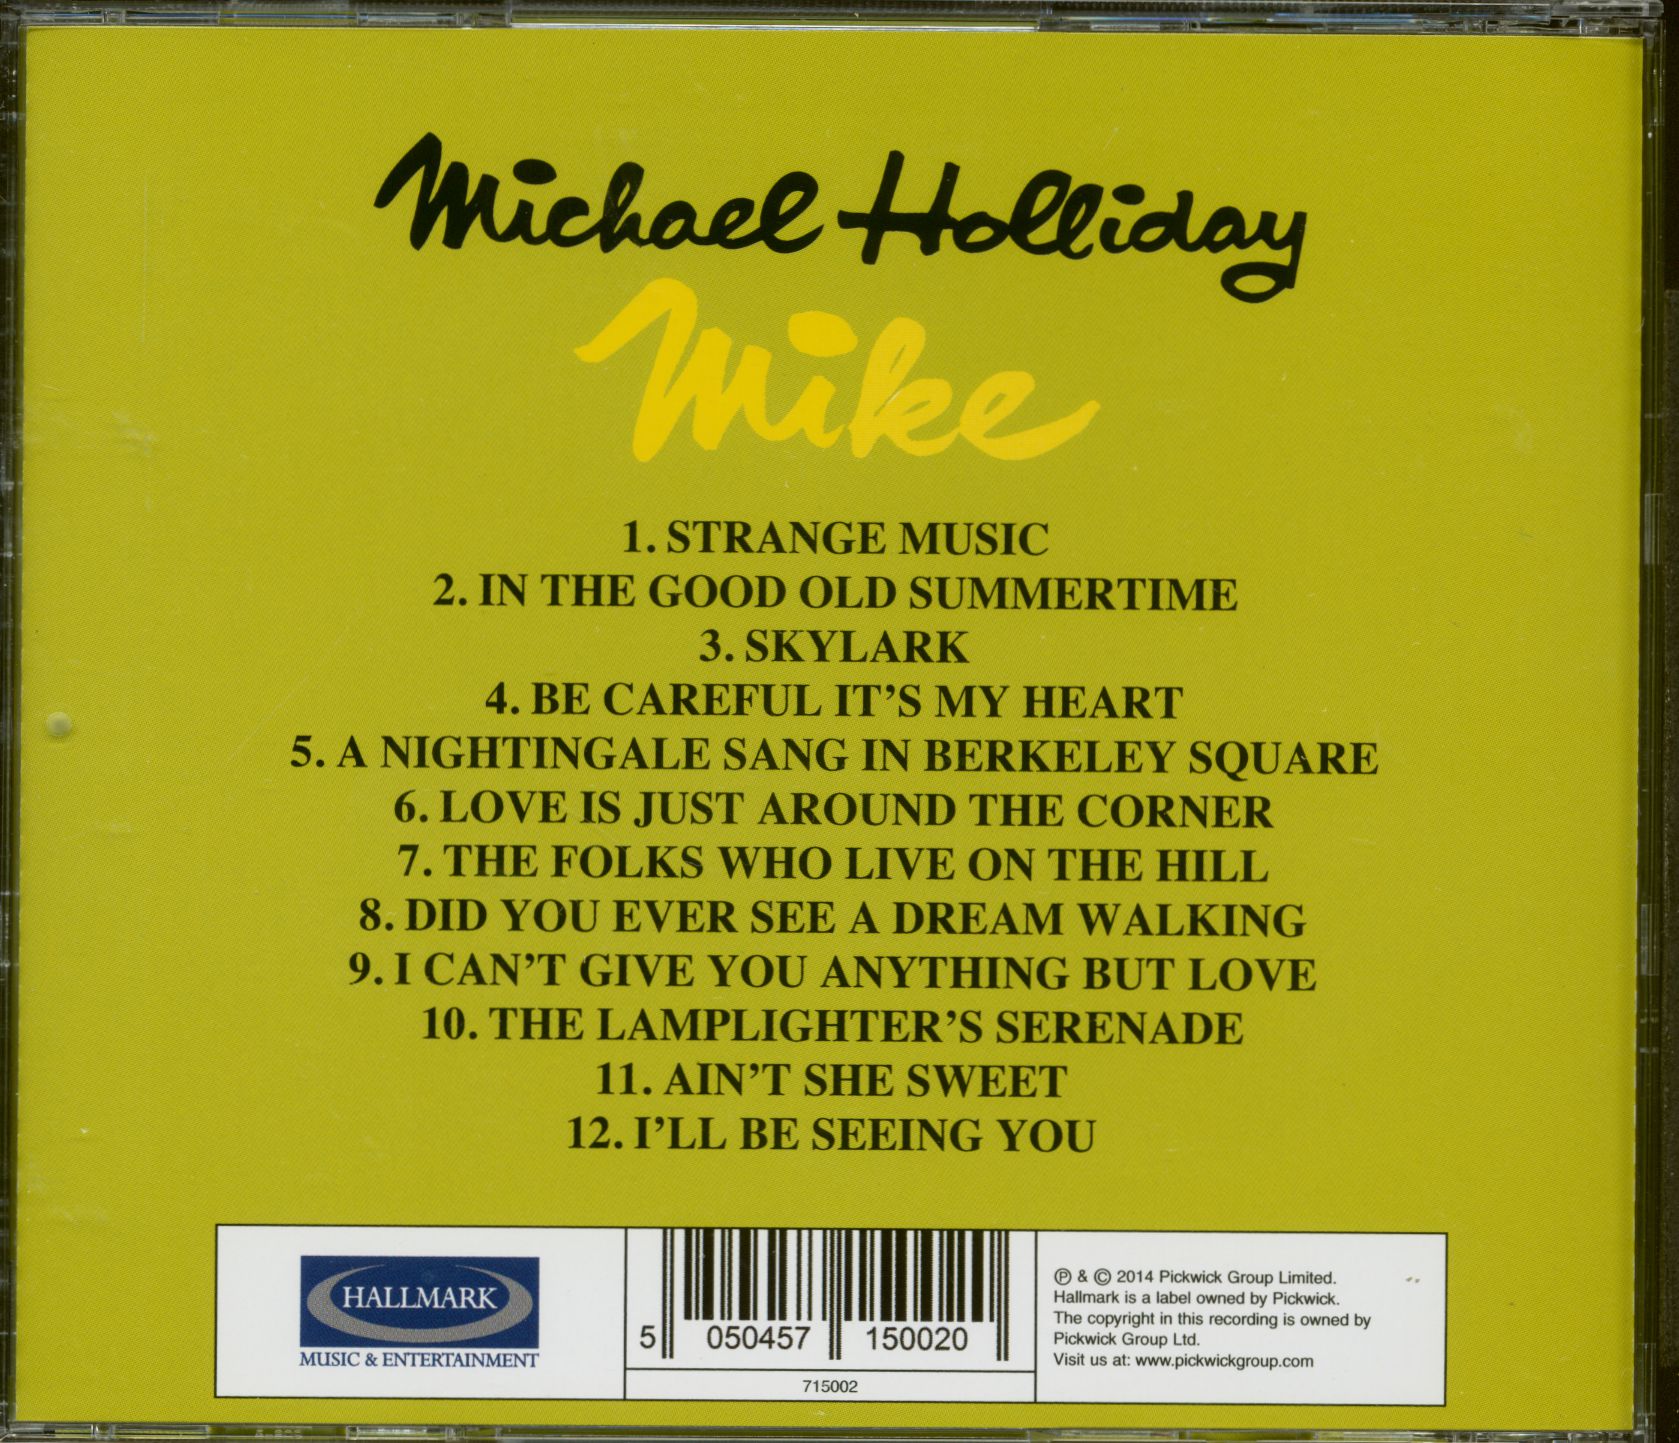 Michael Holliday
Mike
1. STRANGE MUSIC
2. IN THE GOOD OLD SUMMERTIME
3. SKYLARK
4. BE CAREFUL IT'S MY HEART
5. A NIGHTINGALE SANG IN BERKELEY SQUARE
6. LOVE IS JUST AROUND THE CORNER
7. THE FOLKS WHO LIVE ON THE HILL
8. DID YOU EVER SEE A DREAM WALKING
9. I CAN'T GIVE YOU ANYTHING BUT LOVE
10. THE LAMPLIGHTER'S SERENADE
11. AIN'T SHE SWEET
12. I'LL BE SEEING YOU
HALLMARK
MUSIC & ENTERTAINMENT
5 050457 150020
715002
℗ & © 2014 Pickwick Group Limited.
Hallmark is a label owned by Pickwick.
The copyright in this recording is owned by
Pickwick Group Ltd.
Visit us at: www.pickwickgroup.com